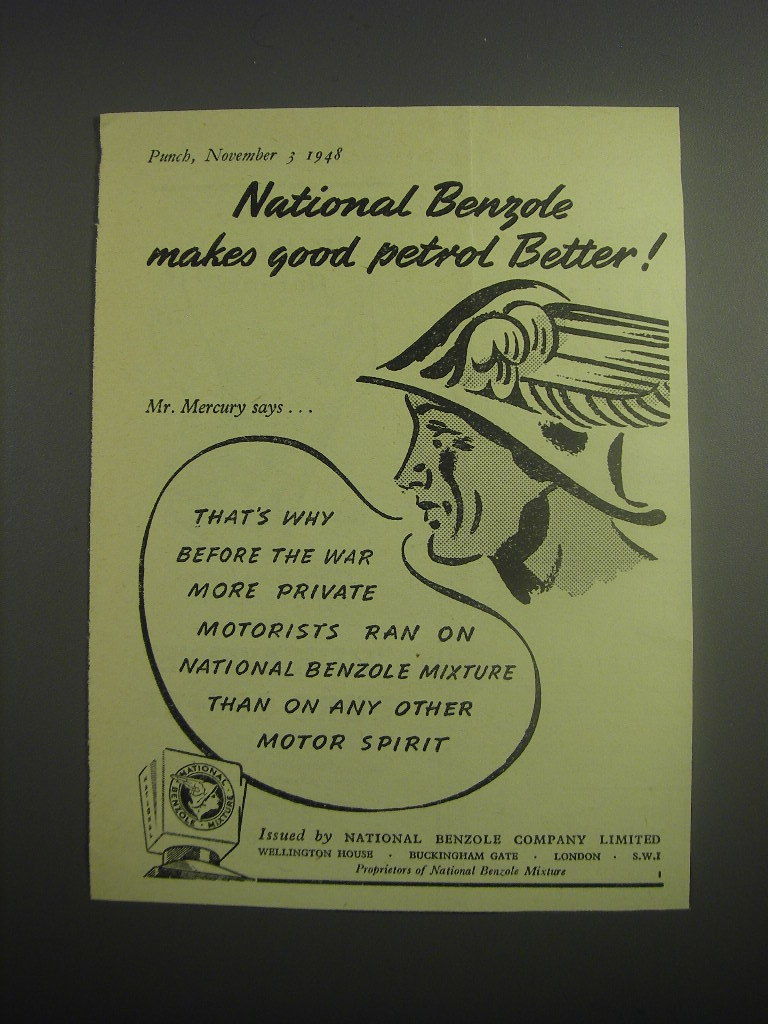 Punch, November 3 1948
National Benzole
makes good petrol Better!
Mr. Mercury says . . .
THAT'S WHY
BEFORE THE WAR
MORE PRIVATE
MOTORISTS RAN ON
NATIONAL BENZOLE MIXTURE
THAN ON ANY OTHER
MOTOR SPIRIT
NATIONAL
BENZOLE · MIXTURE
Issued by NATIONAL BENZOLE COMPANY LIMITED
WELLINGTON HOUSE · BUCKINGHAM GATE · LONDON · S.W.I
Proprietors of National Benzole Mixture